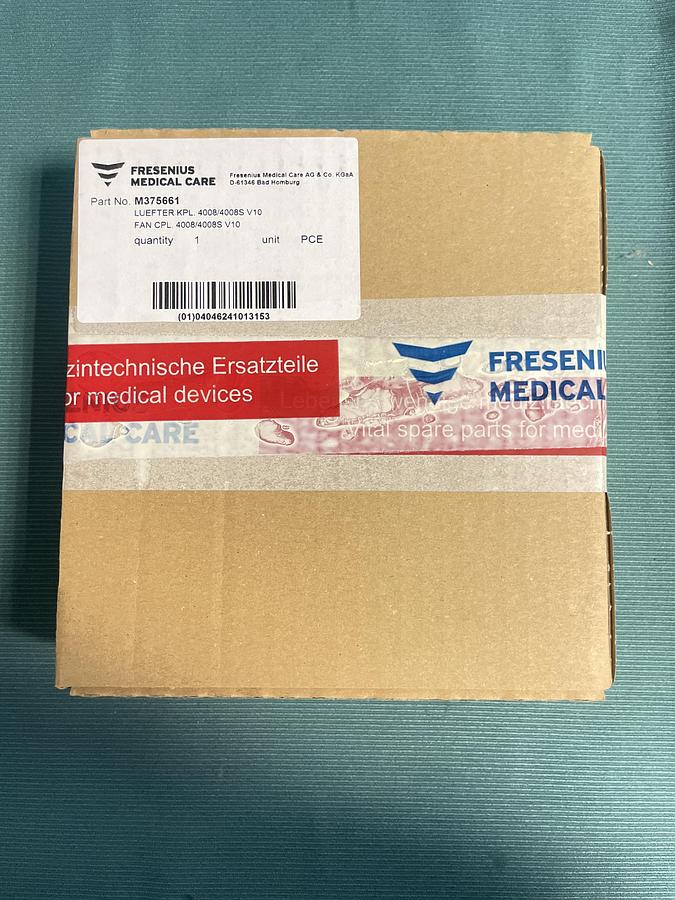 FRESENIUS
MEDICAL CARE
Fresenius Medical Care AG & Co. KGaA
D-61346 Bad Homburg
Part No. M375661
LUEFTER KPL. 4008/4008S V10
FAN CPL. 4008/4008S V10
quantity 1 unit PCE
(01)04046241013153
zintechnische Ersatzteile
or medical devices
FRESENIU
MEDICAL
CAL CARE
vital spare parts for medi